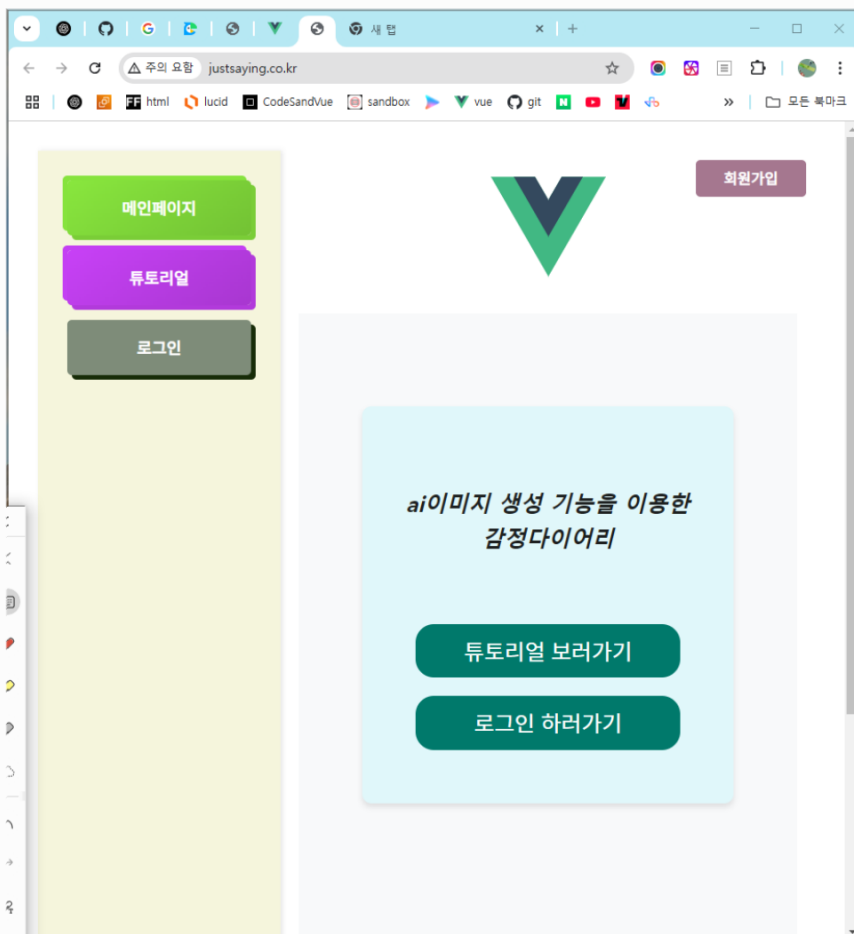 새 탭
주의 요함 justsaying.co.kr
FF html lucid CodeSandVue sandbox vue git N 모든 북마크
메인페이지
튜토리얼
로그인
회원가입
ai이미지 생성 기능을 이용한
감정다이어리
튜토리얼 보러가기
로그인 하러가기